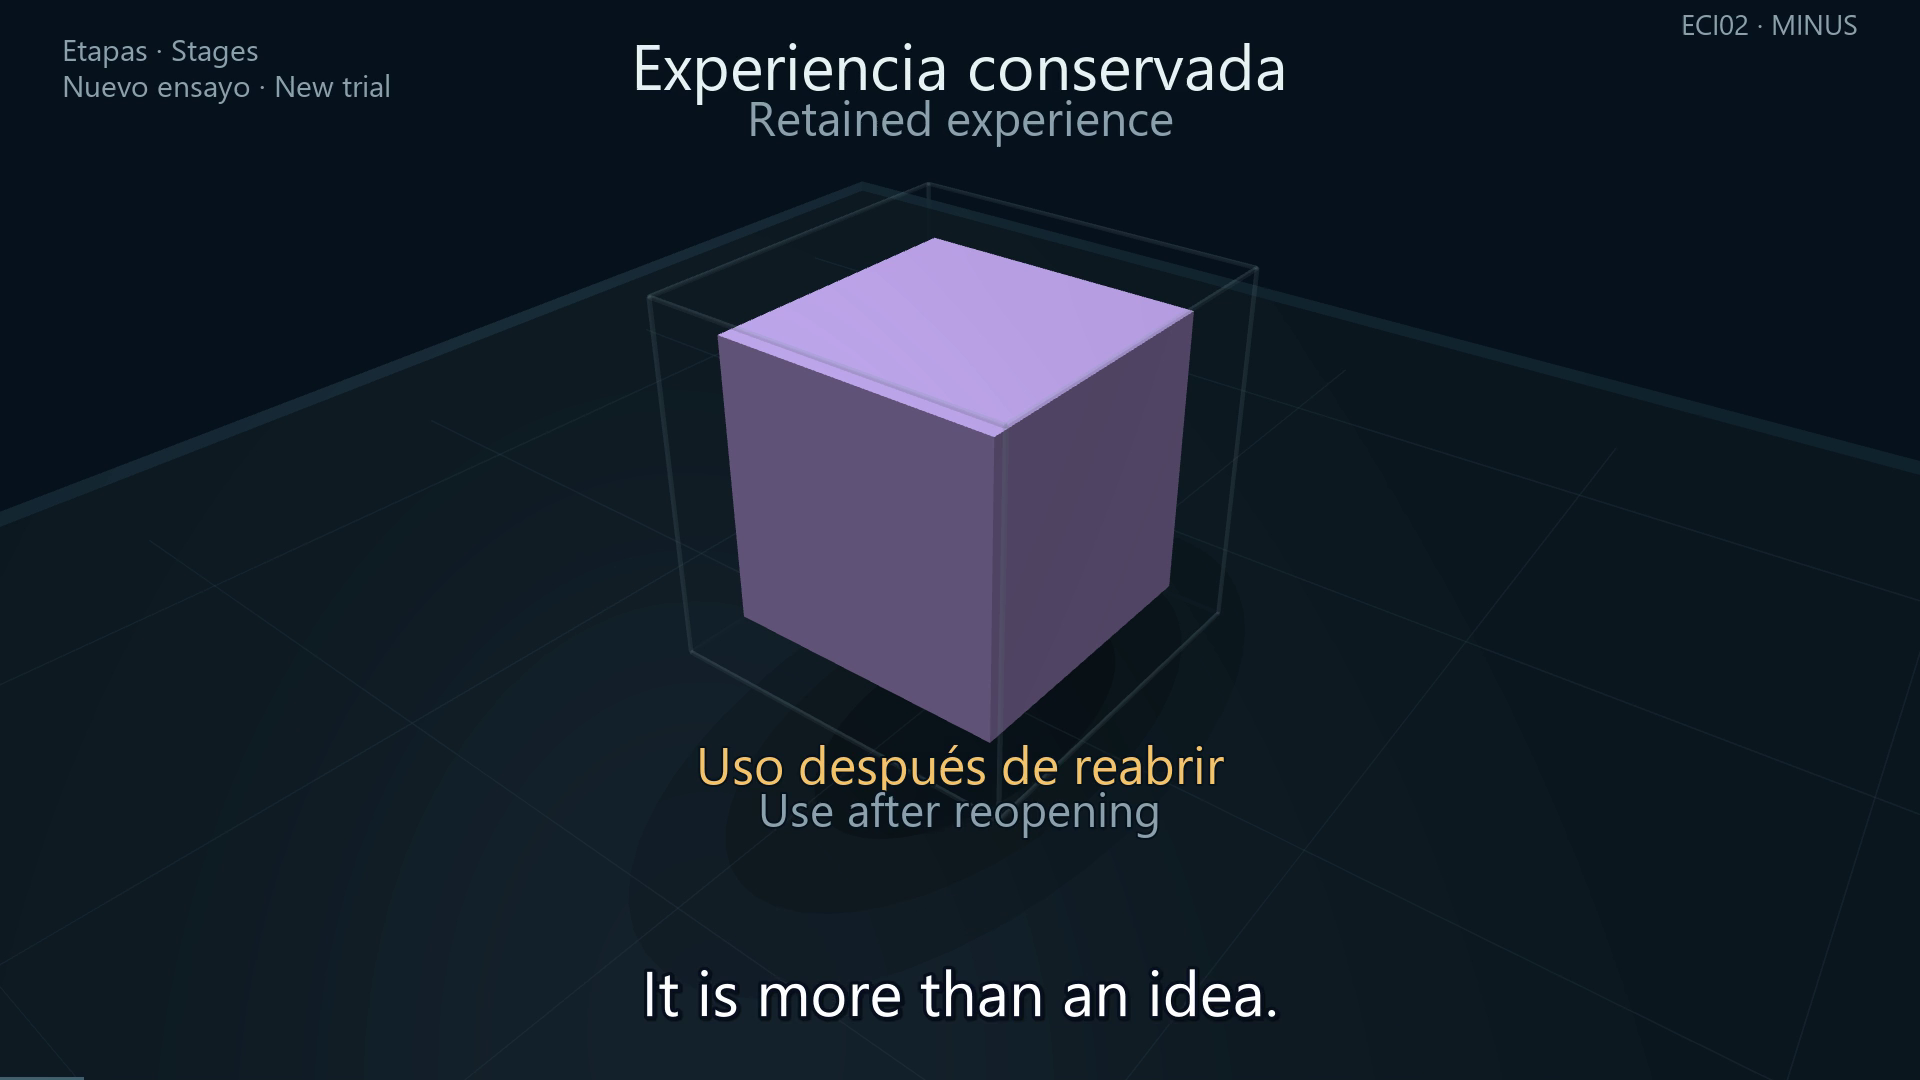 Etapas · Stages
Nuevo ensayo · New trial
ECI02 · MINUS
Experiencia conservada
Retained experience
Uso después de reabrir
Use after reopening
It is more than an idea.